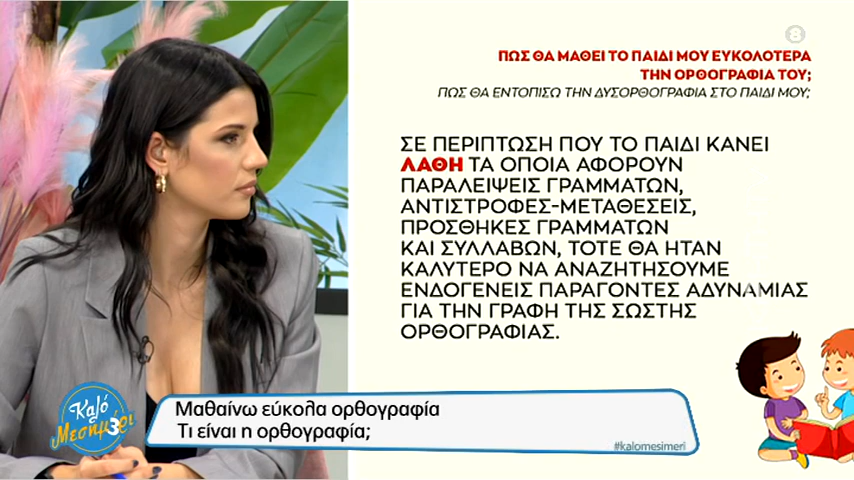 8
ΠΩΣ ΘΑ ΜΑΘΕΙ ΤΟ ΠΑΙΔΙ ΜΟΥ ΕΥΚΟΛΟΤΕΡΑ
ΤΗΝ ΟΡΘΟΓΡΑΦΙΑ ΤΟΥ;
ΠΩΣ ΘΑ ΕΝΤΟΠΙΣΩ ΤΗΝ ΔΥΣΟΡΘΟΓΡΑΦΙΑ ΣΤΟ ΠΑΙΔΙ ΜΟΥ;
ΣΕ ΠΕΡΙΠΤΩΣΗ ΠΟΥ ΤΟ ΠΑΙΔΙ ΚΑΝΕΙ
ΛΑΘΗ ΤΑ ΟΠΟΙΑ ΑΦΟΡΟΥΝ
ΠΑΡΑΛΕΙΨΕΙΣ ΓΡΑΜΜΑΤΩΝ,
ΑΝΤΙΣΤΡΟΦΕΣ-ΜΕΤΑΘΕΣΕΙΣ,
ΠΡΟΣΘΗΚΕΣ ΓΡΑΜΜΑΤΩΝ
ΚΑΙ ΣΥΛΛΑΒΩΝ, ΤΟΤΕ ΘΑ ΗΤΑΝ
ΚΑΛΥΤΕΡΟ ΝΑ ΑΝΑΖΗΤΗΣΟΥΜΕ
ΕΝΔΟΓΕΝΕΙΣ ΠΑΡΑΓΟΝΤΕΣ ΑΔΥΝΑΜΙΑΣ
ΓΙΑ ΤΗΝ ΓΡΑΦΗ ΤΗΣ ΣΩΣΤΗΣ
ΟΡΘΟΓΡΑΦΙΑΣ.
Καλό
Μεσημ3ρι
Μαθαίνω εύκολα ορθογραφία
Τι είναι η ορθογραφία;
#kalomesimeri